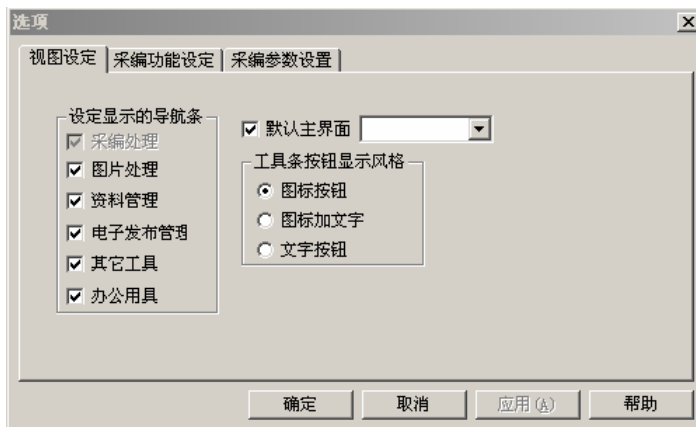 选项
视图设定 采编功能设定 采编参数设置
设定显示的导航条
采编处理
图片处理
资料管理
电子发布管理
其它工具
办公用具
默认主界面
工具条按钮显示风格
图标按钮
图标加文字
文字按钮
确定 取消 应用(A) 帮助